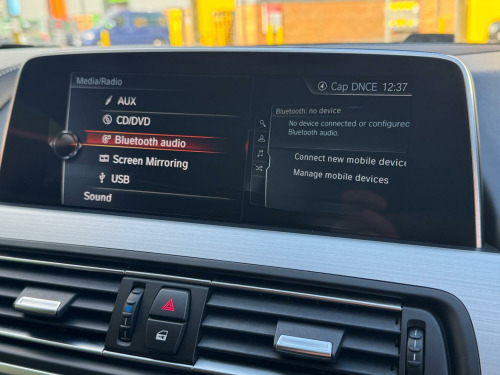 Media/Radio
Cap DNCE 12:37
AUX
CD/DVD
Bluetooth audio
Screen Mirroring
USB
Sound
Bluetooth: no device
No device connected or configured
Bluetooth audio.
Connect new mobile device
Manage mobile devices